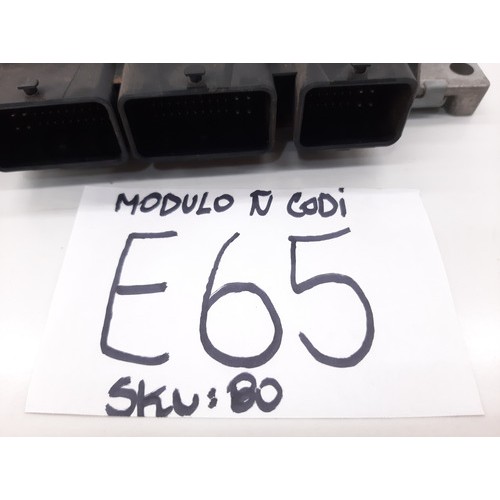 MODULO Ñ CODi
E65
SKU: 80